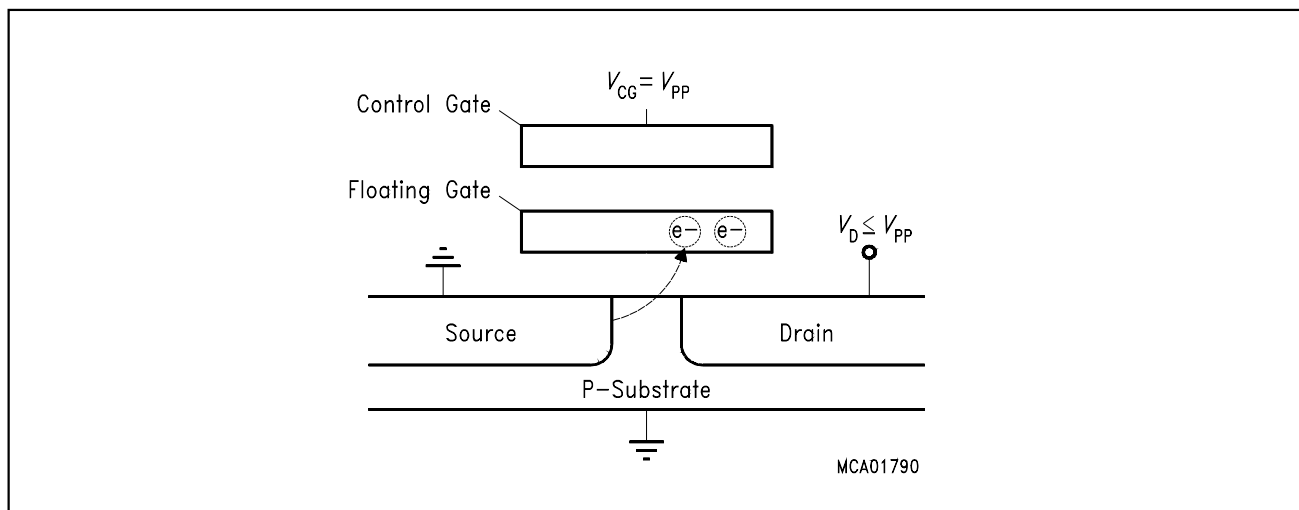 V_CG = V_PP
Control Gate
Floating Gate
e− e−
V_D ≤ V_PP
Source
Drain
P−Substrate
MCA01790